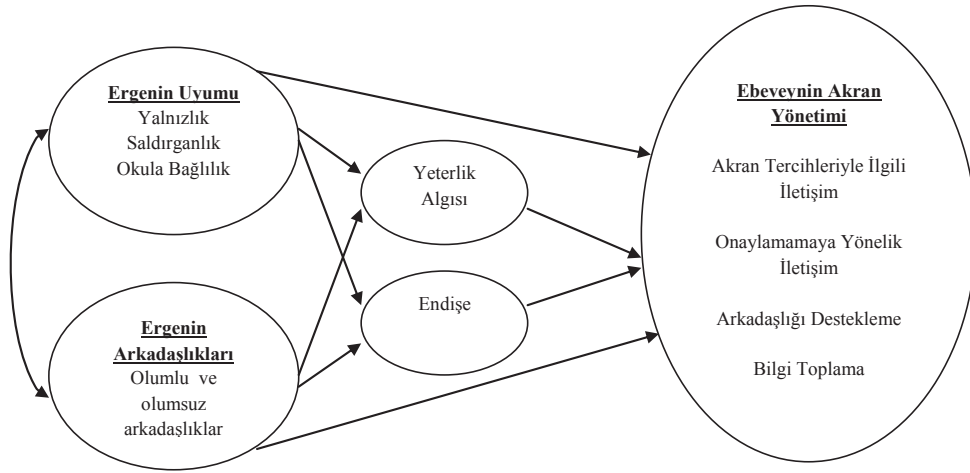 Ergenin Uyumu
Yalnızlık
Saldırganlık
Okula Bağlılık
Ergenin
Arkadaşlıkları
Olumlu ve
olumsuz
arkadaşlıklar
Yeterlik
Algısı
Endişe
Ebeveynin Akran
Yönetimi
Akran Tercihleriyle İlgili
İletişim
Onaylamamaya Yönelik
İletişim
Arkadaşlığı Destekleme
Bilgi Toplama